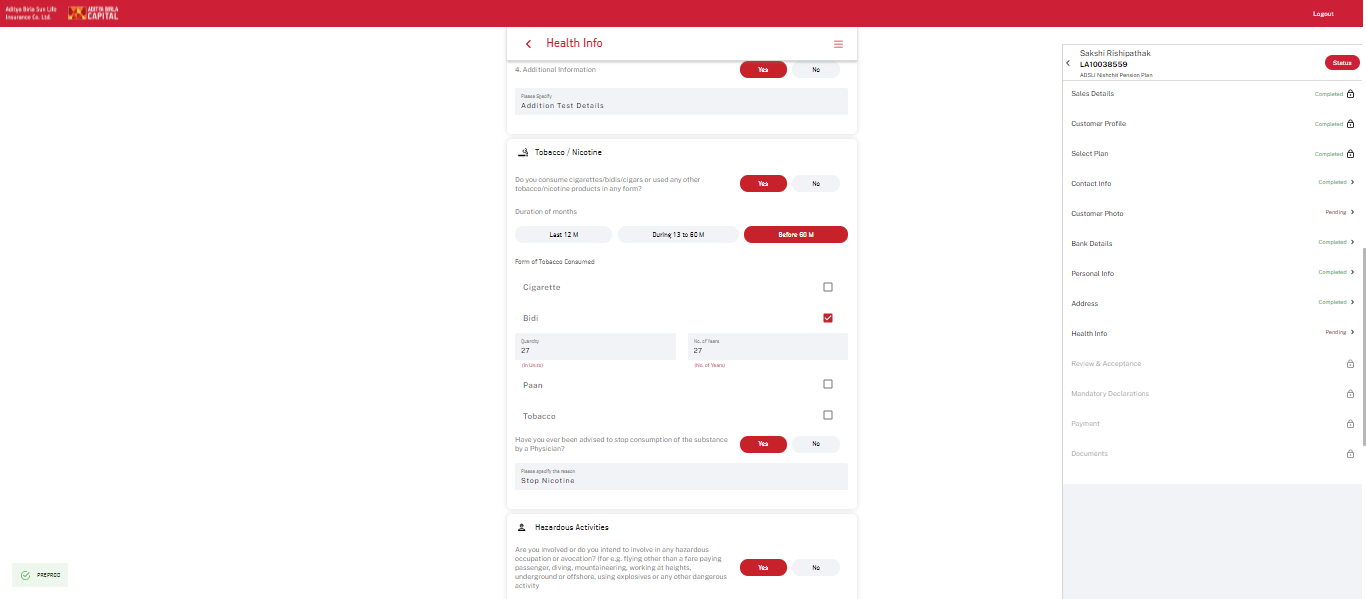 Aditya Birla Sun Life
Insurance Co. Ltd.
ADITYA BIRLA
CAPITAL
Logout
Health Info
4. Additional Information
Yes
No
Please Specify
Addition Test Details
Tobacco / Nicotine
Do you consume cigarettes/bidis/cigars or used any other
tobacco/nicotine products in any form?
Yes
No
Duration of months
Last 12 M
During 13 to 60 M
Before 60 M
Form of Tobacco Consumed
Cigarette
Bidi
Quantity
27
(In Units)
No. of Years
27
(No. of Years)
Paan
Tobacco
Have you ever been advised to stop consumption of the substance
by a Physician?
Yes
No
Please specify the reason
Stop Nicotine
Hazardous Activities
Are you involved or do you intend to involve in any hazardous
occupation or avocation? (for e.g. flying other than a fare paying
passenger, diving, mountaineering, working at heights,
underground or offshore, using explosives or any other dangerous
activity
Yes
No
Sakshi Rishipathak
LA10038559
ABSLI Nishchit Pension Plan
Status
Sales Details
Completed
Customer Profile
Completed
Select Plan
Completed
Contact Info
Completed
Customer Photo
Pending
Bank Details
Completed
Personal Info
Completed
Address
Completed
Health Info
Pending
Review & Acceptance
Mandatory Declarations
Payment
Documents
PREPROD